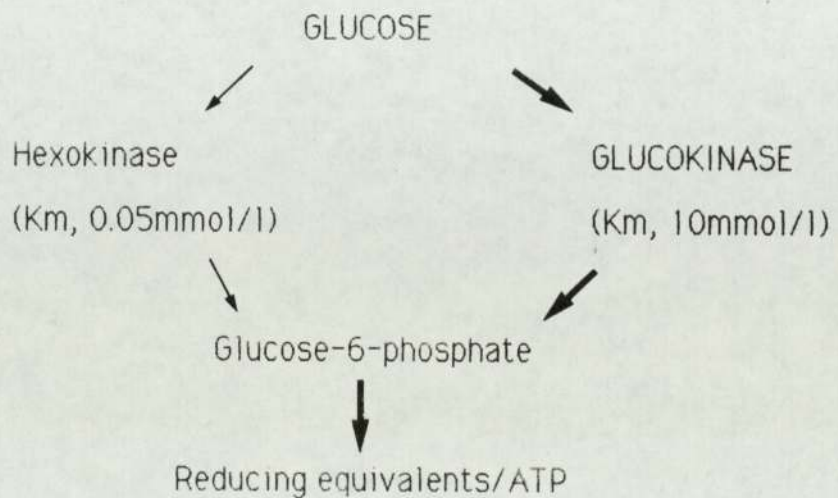 GLUCOSE
Hexokinase GLUCOKINASE
(Km, 0.05mmol/l) (Km, 10mmol/l)
Glucose-6-phosphate
Reducing equivalents/ATP